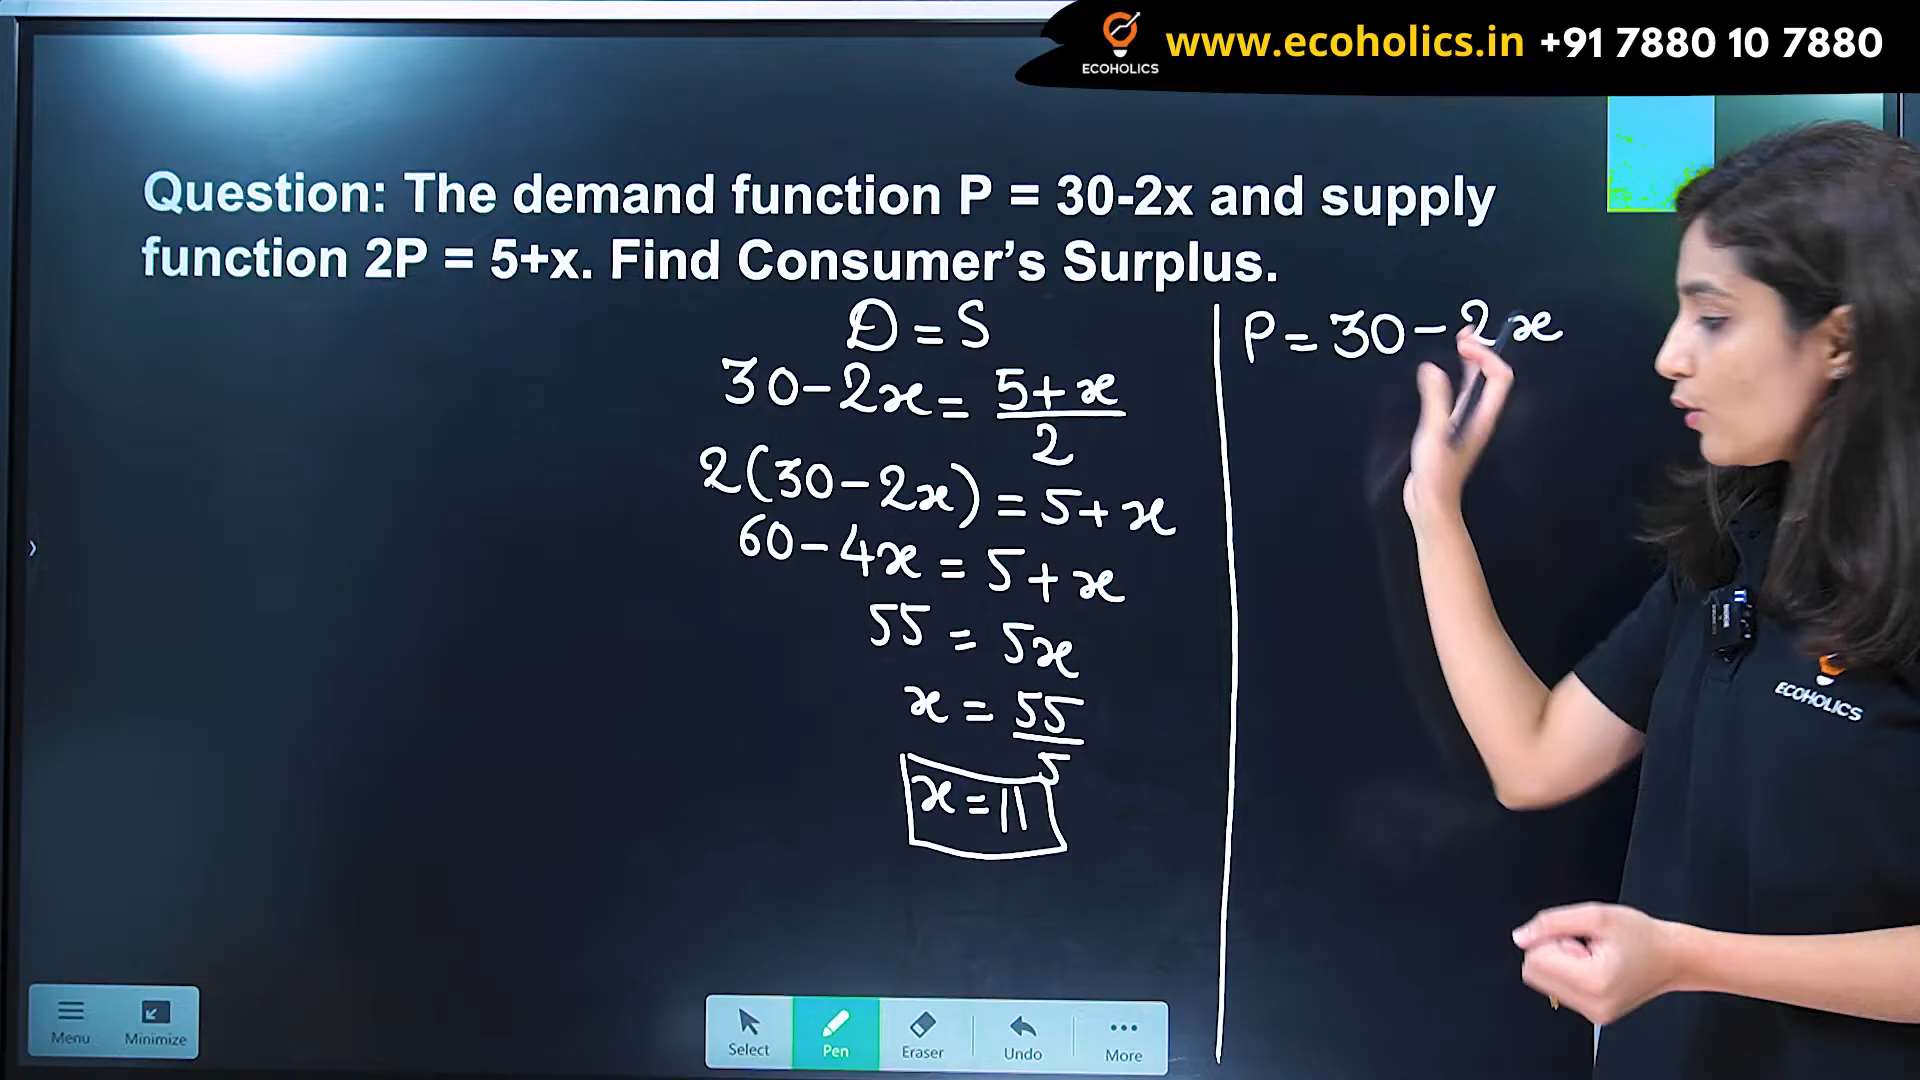 ECOHOLICS
www.ecoholics.in +91 7880 10 7880
Question: The demand function P = 30-2x and supply
function 2P = 5+x. Find Consumer’s Surplus.
D = S
30-2x = 5+x
2
2(30-2x) = 5+x
60-4x = 5+x
55 = 5x
x = 55
5
x = 11
P = 30-2x
ECOHOLICS
Menu
Minimize
Select
Pen
Eraser
Undo
More